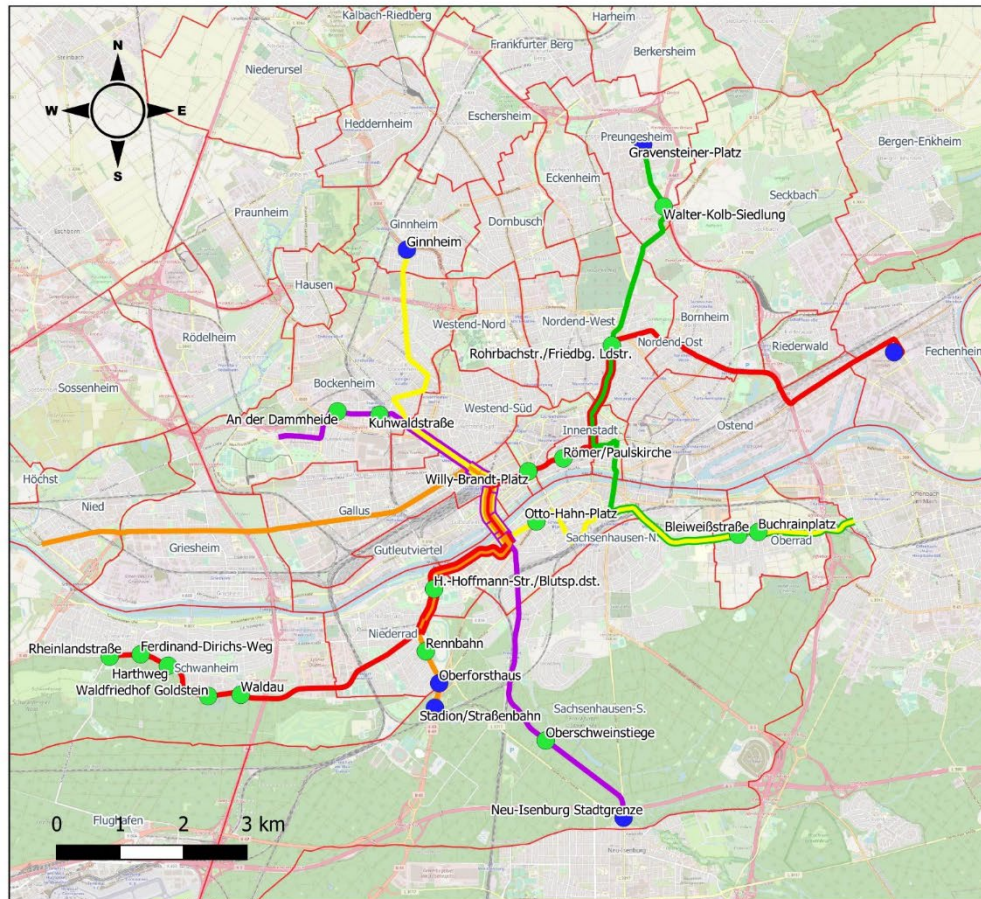 Kalbach-Riedberg
Harheim
Frankfurter Berg
Berkersheim
Niederursel
N
W
E
S
Eschersheim
Heddernheim
Preungesheim
Gravensteiner-Platz
Bergen-Enkheim
Eckenheim
Seckbach
Praunheim
Ginnheim
Dornbusch
Walter-Kolb-Siedlung
Ginnheim
Hausen
Westend-Nord
Nordend-West
Bornheim
Rödelheim
Nordend-Ost
Riederwald
Rohrbachstr./Friedbg. Ldstr.
Fechenheim
Sossenheim
Bockenheim
Westend-Süd
An der Dammheide
Kuhwaldstraße
Ostend
Innenstadt
Römer/Paulskirche
Höchst
Willy-Brandt-Platz
Nied
Gallus
Otto-Hahn-Platz
Griesheim
Bleiweißstraße
Buchrainplatz
Sachsenhausen-N.
Oberrad
Gutleutviertel
H.-Hoffmann-Str./Blutsp.dst.
Niederrad
Rheinlandstraße
Ferdinand-Dirichs-Weg
Rennbahn
Harthweg
Schwanheim
Waldfriedhof Goldstein
Waldau
Oberforsthaus
Stadion/Straßenbahn
Sachsenhausen-S.
Oberschweinstiege
Neu-Isenburg Stadtgrenze
Flughafen
0 1 2 3 km
Neu-Isenburg